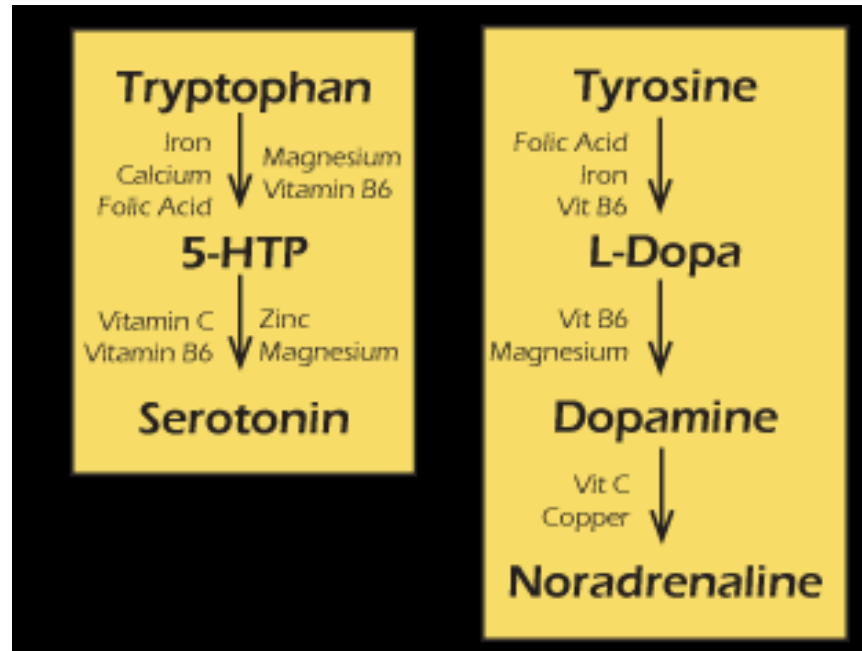 Tryptophan
Iron
Calcium
Folic Acid
Magnesium
Vitamin B6
5-HTP
Vitamin C
Vitamin B6
Zinc
Magnesium
Serotonin
Tyrosine
Folic Acid
Iron
Vit B6
L-Dopa
Vit B6
Magnesium
Dopamine
Vit C
Copper
Noradrenaline